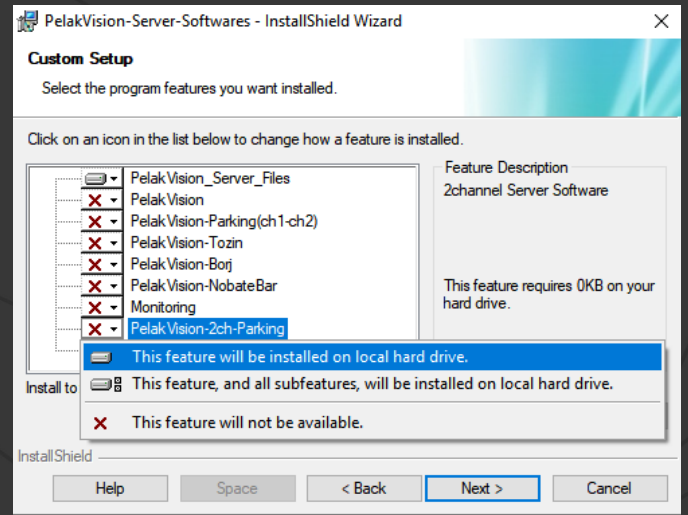 PelakVision-Server-Softwares - InstallShield Wizard
Custom Setup
Select the program features you want installed.
Click on an icon in the list below to change how a feature is installed.
PelakVision_Server_Files
PelakVision
PelakVision-Parking(ch1-ch2)
PelakVision-Tozin
PelakVision-Borj
PelakVision-NobateBar
Monitoring
PelakVision-2ch-Parking
Feature Description
2channel Server Software
This feature requires 0KB on your
hard drive.
This feature will be installed on local hard drive.
This feature, and all subfeatures, will be installed on local hard drive.
This feature will not be available.
Install to
InstallShield
Help
Space
< Back
Next >
Cancel